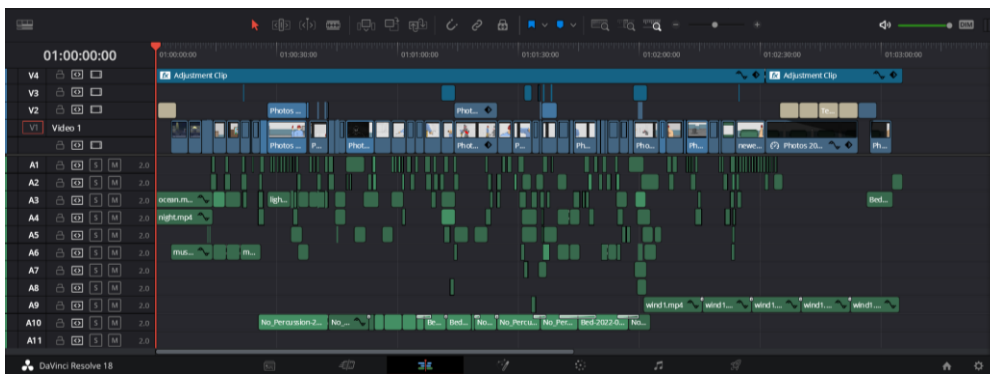 DIM
01:00:00:00
01:00:00:00 01:00:30:00 01:01:00:00 01:01:30:00 01:02:00:00 01:02:30:00 01:03:00:00
V4 fx Adjustment Clip fx Adjustment Clip
V3
V2 Photos ... Phot... Te...
V1 Video 1
Photos ... P... Phot... Phot... P... Ph... Pho... Ph... newe... Photos 20... Ph...
A1 S M 2.0
A2 S M 2.0
A3 S M 2.0 ocean.m... ligh... Bed...
A4 S M 2.0 night.mp4
A5 S M 2.0
A6 S M 2.0 mus... m...
A7 S M 2.0
A8 S M 2.0
A9 S M 2.0 wind1.mp4 wind1.... wind1.... wind1.... wind1....
A10 S M 2.0 No_Percussion-2... No_... Be... Bed... No... No_Percu... No_Per... Bed-2022-0... No...
A11 S M 2.0
DaVinci Resolve 18